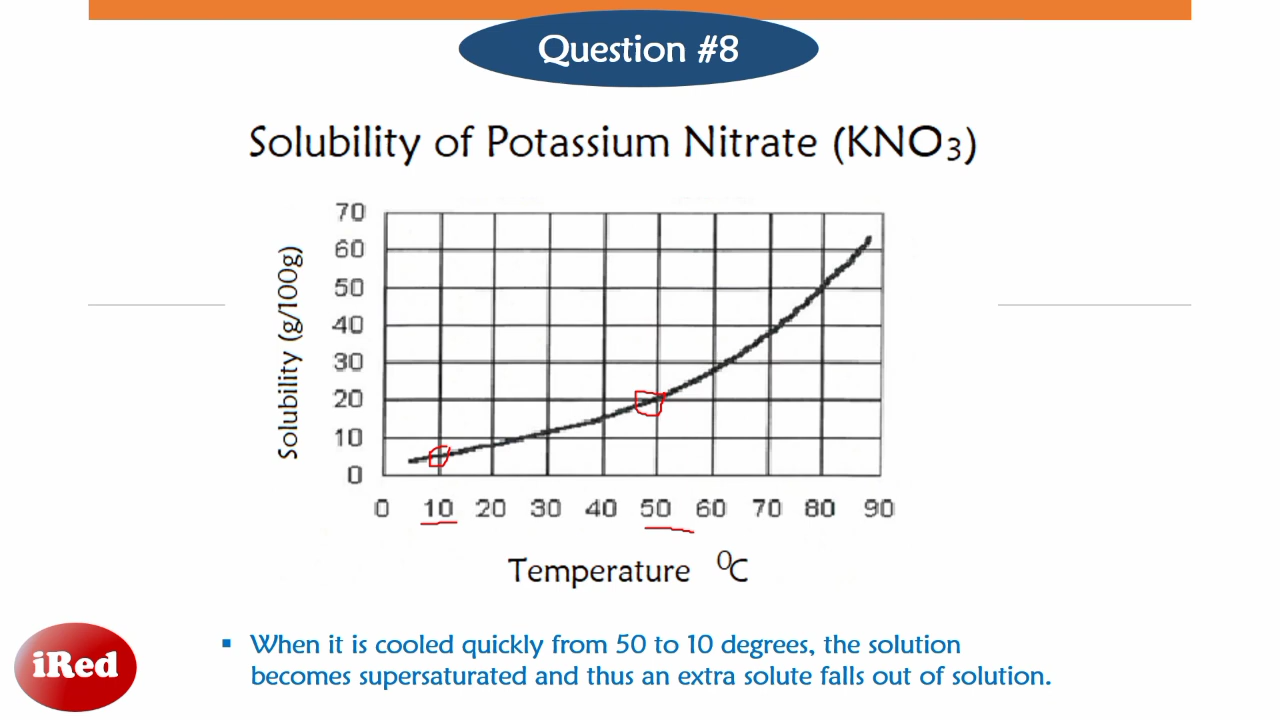 Question #8
Solubility of Potassium Nitrate (KNO3)
70
60
50
40
30
20
10
0
Solubility (g/100g)
0 10 20 30 40 50 60 70 80 90
Temperature ⁰C
iRed
▪ When it is cooled quickly from 50 to 10 degrees, the solution
becomes supersaturated and thus an extra solute falls out of solution.